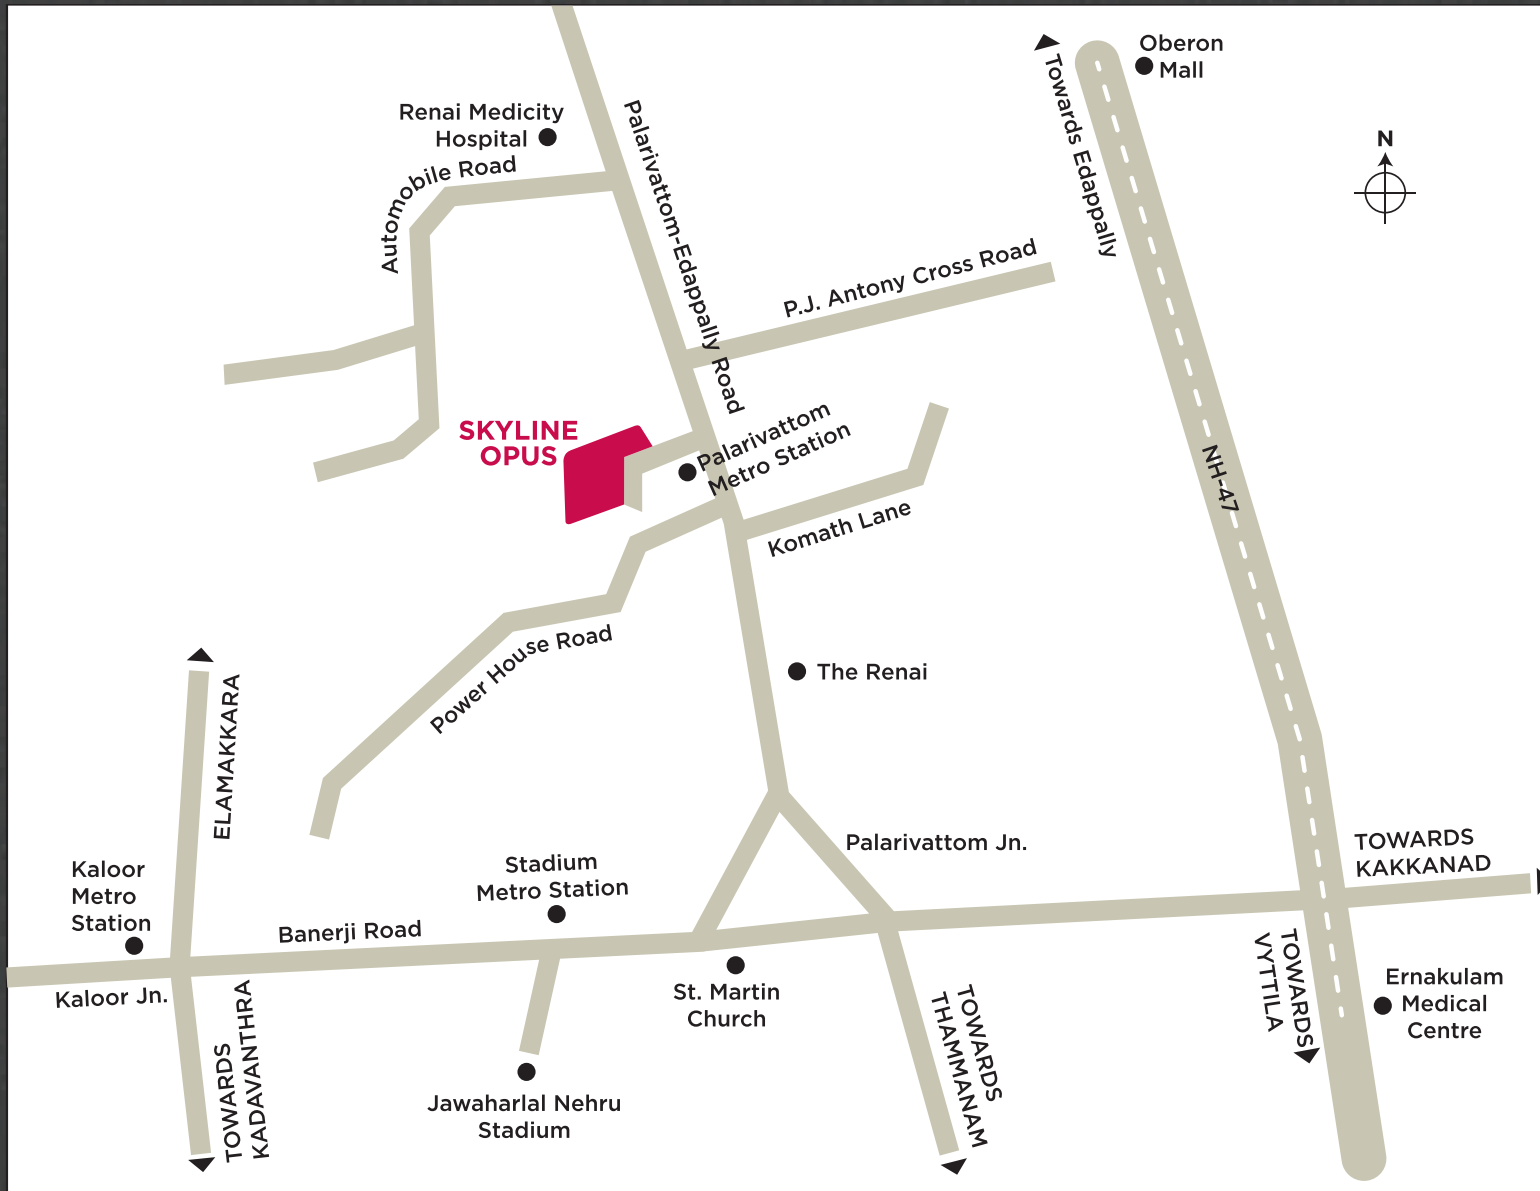 Oberon
Mall
Towards Edappally
Renai Medicity
Hospital
N
Automobile Road
Palarivattom-Edappally Road
P.J. Antony Cross Road
SKYLINE
OPUS
Palarivattom
Metro Station
NH-47
Komath Lane
Power House Road
The Renai
ELAMAKKARA
Palarivattom Jn.
TOWARDS
KAKKANAD
Kaloor
Metro
Station
Stadium
Metro Station
Banerji Road
Kaloor Jn.
St. Martin
Church
TOWARDS
VYTTILA
Ernakulam
Medical
Centre
TOWARDS
KADAVANTHRA
TOWARDS
THAMMANAM
Jawaharlal Nehru
Stadium